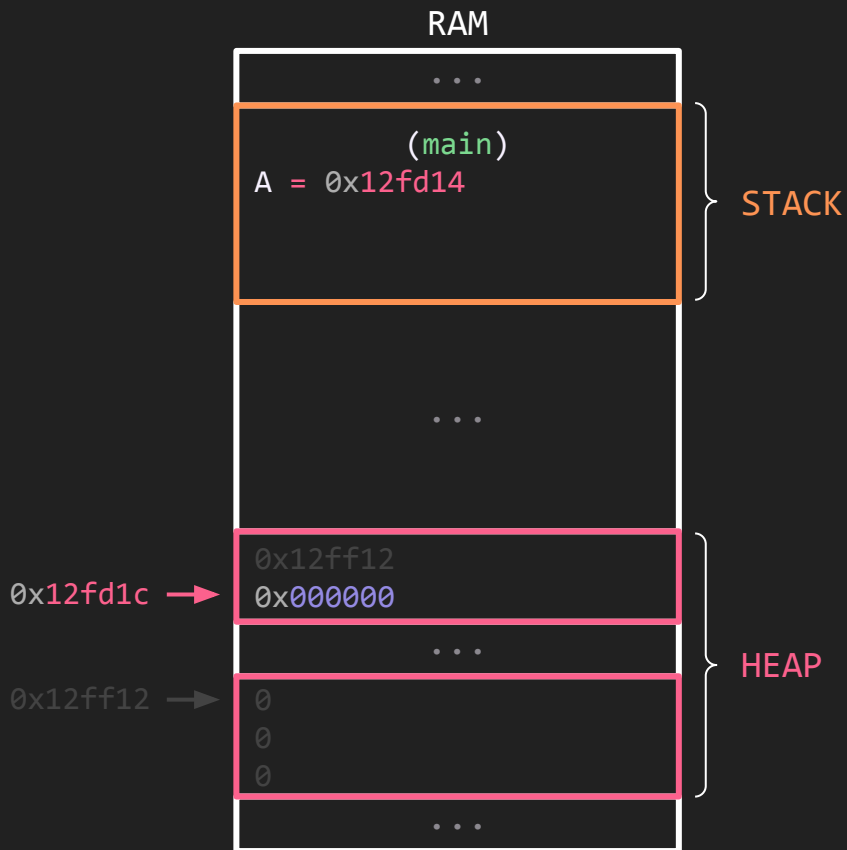 RAM
...
(main)
A = 0x12fd14
STACK
...
0x12ff12
0x12fd1c
0x000000
...
HEAP
0x12ff12
0
0
0
...